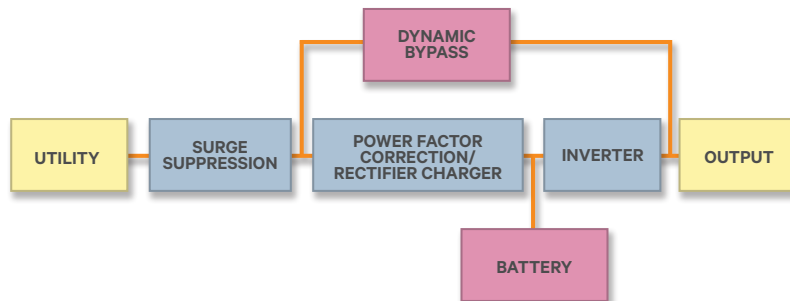 DYNAMIC
BYPASS
UTILITY
SURGE
SUPPRESSION
POWER FACTOR
CORRECTION/
RECTIFIER CHARGER
INVERTER
OUTPUT
BATTERY